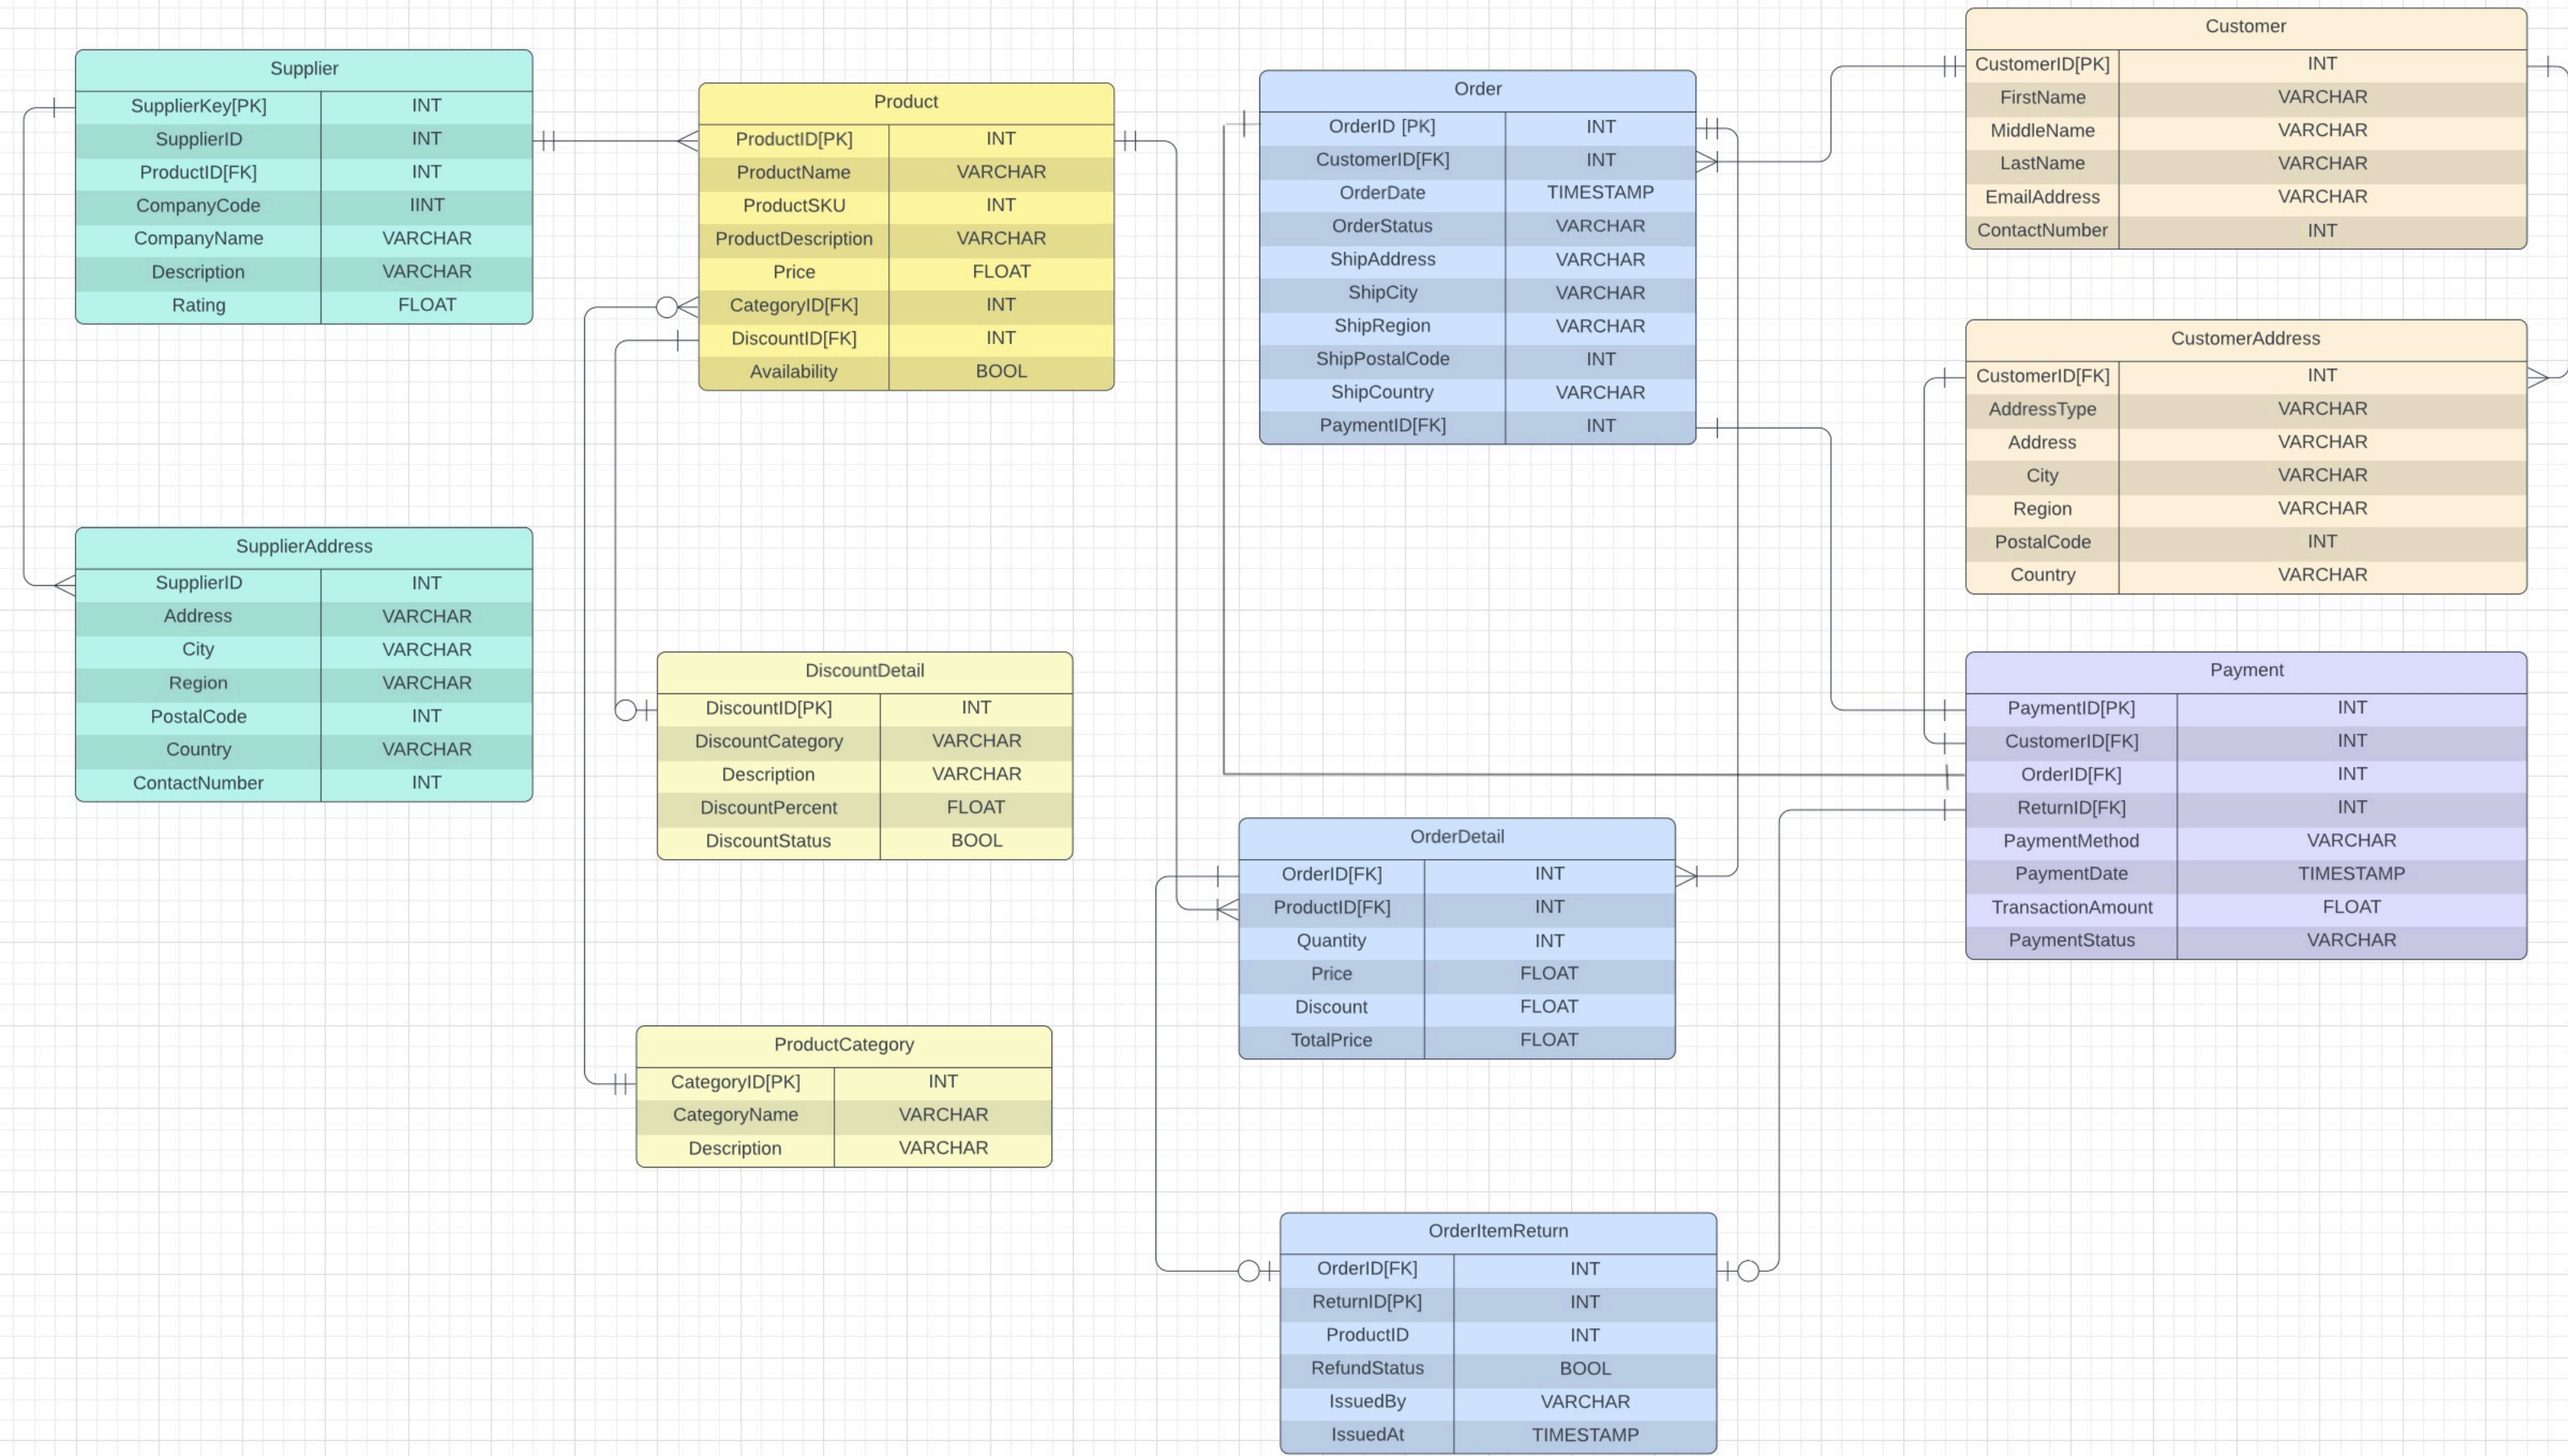 Supplier
SupplierKey[PK] INT
SupplierID INT
ProductID[FK] INT
CompanyCode IINT
CompanyName VARCHAR
Description VARCHAR
Rating FLOAT
SupplierAddress
SupplierID INT
Address VARCHAR
City VARCHAR
Region VARCHAR
PostalCode INT
Country VARCHAR
ContactNumber INT
Product
ProductID[PK] INT
ProductName VARCHAR
ProductSKU INT
ProductDescription VARCHAR
Price FLOAT
CategoryID[FK] INT
DiscountID[FK] INT
Availability BOOL
DiscountDetail
DiscountID[PK] INT
DiscountCategory VARCHAR
Description VARCHAR
DiscountPercent FLOAT
DiscountStatus BOOL
ProductCategory
CategoryID[PK] INT
CategoryName VARCHAR
Description VARCHAR
Order
OrderID [PK] INT
CustomerID[FK] INT
OrderDate TIMESTAMP
OrderStatus VARCHAR
ShipAddress VARCHAR
ShipCity VARCHAR
ShipRegion VARCHAR
ShipPostalCode INT
ShipCountry VARCHAR
PaymentID[FK] INT
OrderDetail
OrderID[FK] INT
ProductID[FK] INT
Quantity INT
Price FLOAT
Discount FLOAT
TotalPrice FLOAT
OrderItemReturn
OrderID[FK] INT
ReturnID[PK] INT
ProductID INT
RefundStatus BOOL
IssuedBy VARCHAR
IssuedAt TIMESTAMP
Customer
CustomerID[PK] INT
FirstName VARCHAR
MiddleName VARCHAR
LastName VARCHAR
EmailAddress VARCHAR
ContactNumber INT
CustomerAddress
CustomerID[FK] INT
AddressType VARCHAR
Address VARCHAR
City VARCHAR
Region VARCHAR
PostalCode INT
Country VARCHAR
Payment
PaymentID[PK] INT
CustomerID[FK] INT
OrderID[FK] INT
ReturnID[FK] INT
PaymentMethod VARCHAR
PaymentDate TIMESTAMP
TransactionAmount FLOAT
PaymentStatus VARCHAR